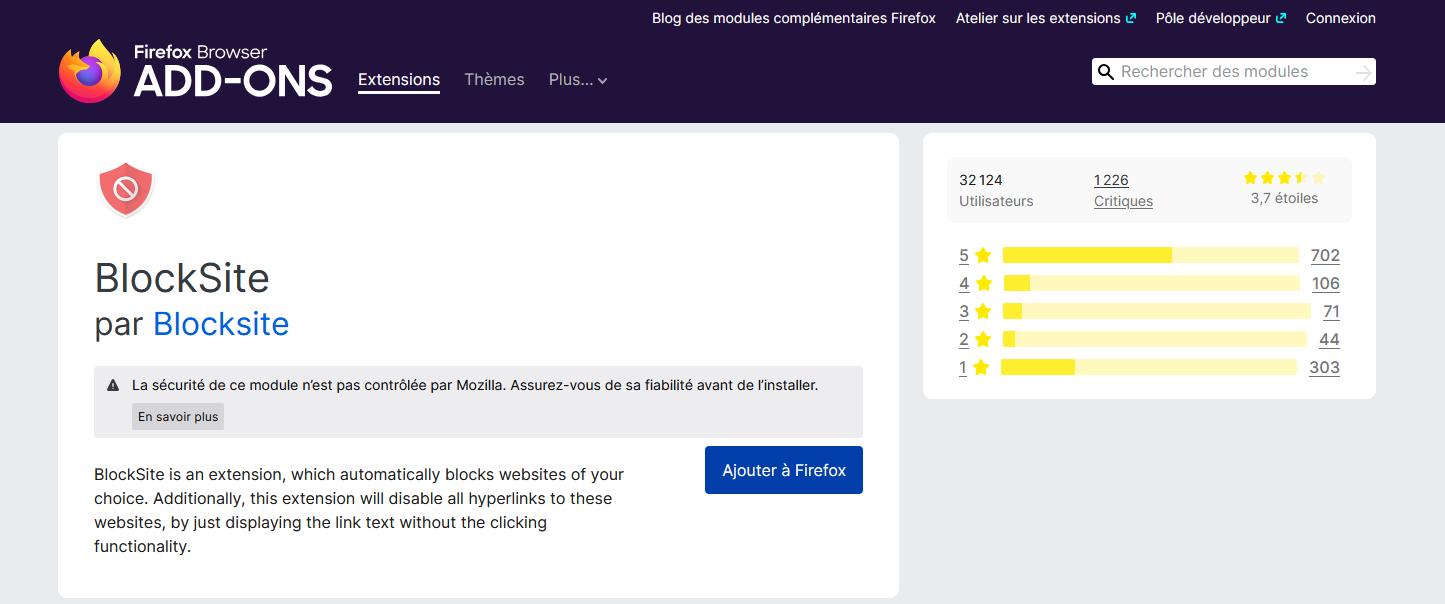 Blog des modules complémentaires Firefox Atelier sur les extensions Pôle développeur Connexion
Firefox Browser
ADD-ONS
Extensions Thèmes Plus...
Rechercher des modules
BlockSite
par Blocksite
La sécurité de ce module n’est pas contrôlée par Mozilla. Assurez-vous de sa fiabilité avant de l’installer.
En savoir plus
BlockSite is an extension, which automatically blocks websites of your
choice. Additionally, this extension will disable all hyperlinks to these
websites, by just displaying the link text without the clicking
functionality.
Ajouter à Firefox
32 124 1 226
Utilisateurs Critiques 3,7 étoiles
5 702
4 106
3 71
2 44
1 303